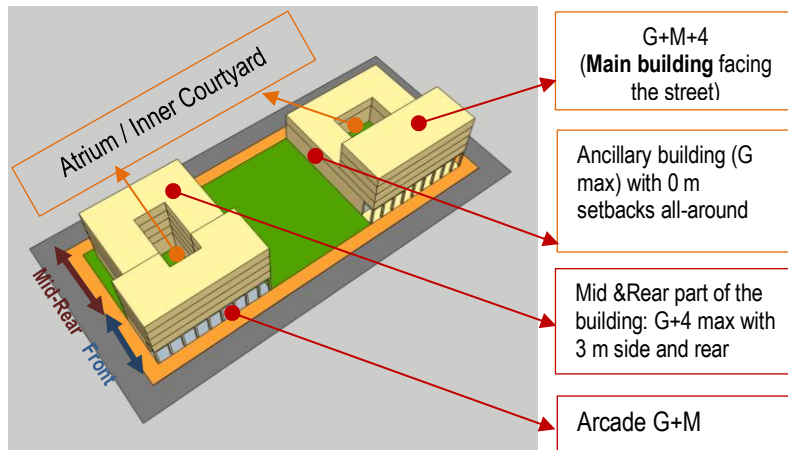 Atrium / Inner Courtyard
Mid-Rear
Front
G+M+4
(Main building facing
the street)
Ancillary building (G
max) with 0 m
setbacks all-around
Mid &Rear part of the
building: G+4 max with
3 m side and rear
Arcade G+M